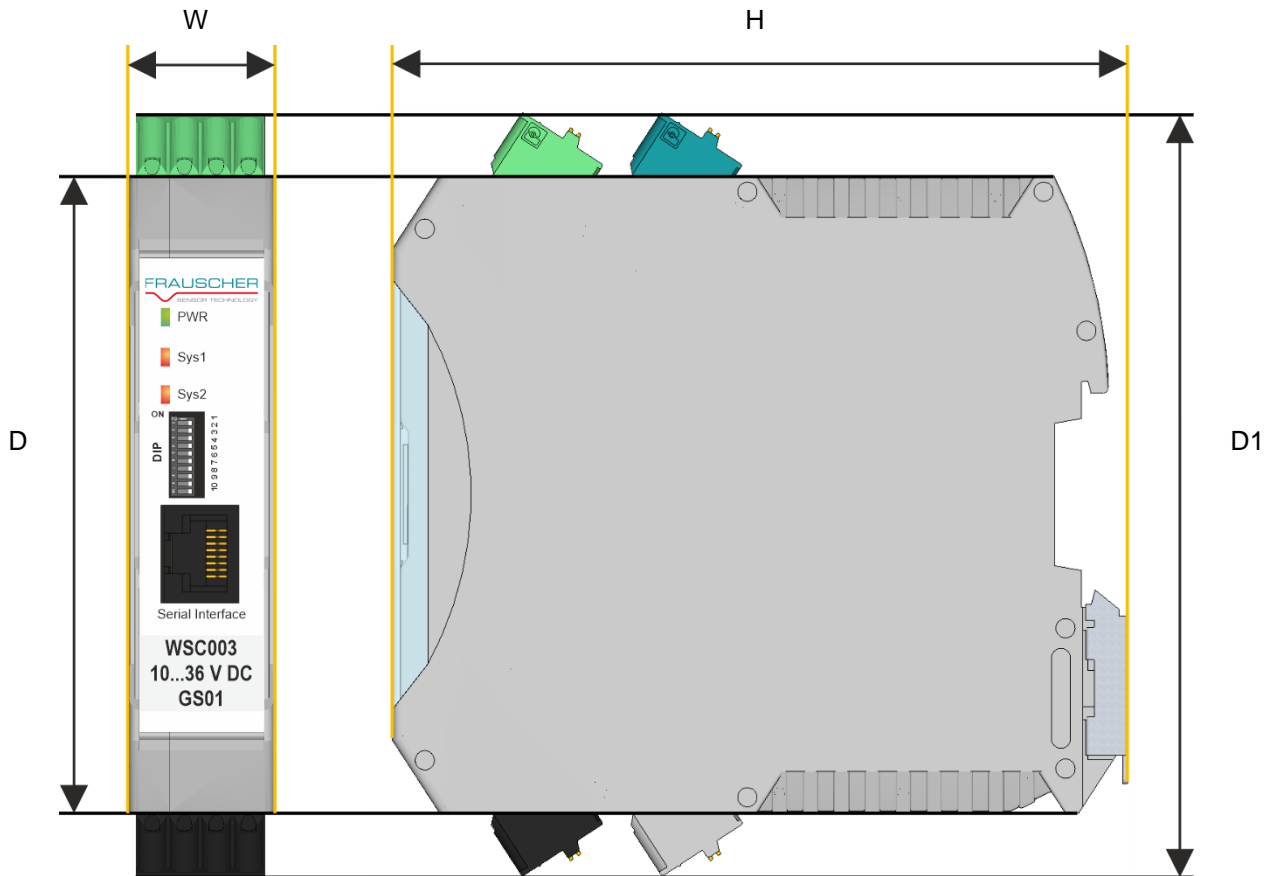 W
H
FRAUSCHER
SENSOR TECHNOLOGY
PWR
Sys1
Sys2
ON
DIP
10 9 8 7 6 5 4 3 2 1
D
D1
Serial Interface
WSC003
10...36 V DC
GS01